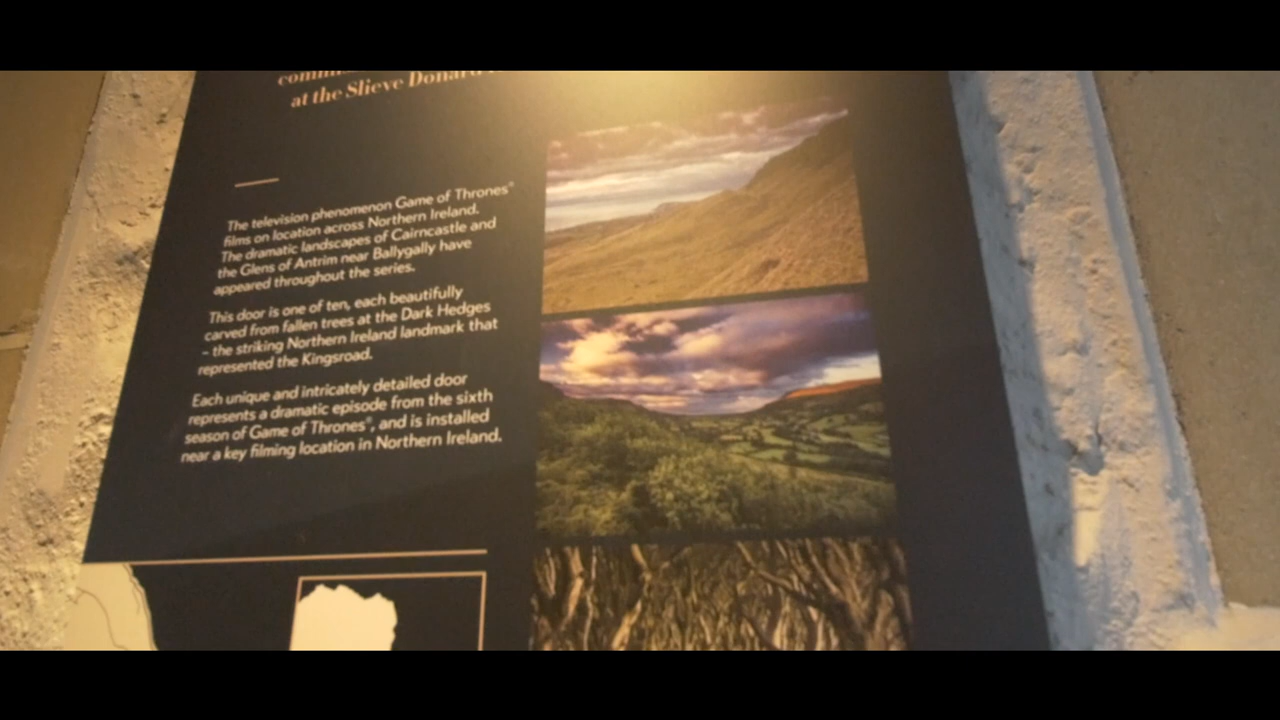 at the Slieve Donard
The television phenomenon Game of Thrones®
films on location across Northern Ireland.
The dramatic landscapes of Cairncastle and
the Glens of Antrim near Ballygally have
appeared throughout the series.
This door is one of ten, each beautifully
carved from fallen trees at the Dark Hedges
– the striking Northern Ireland landmark that
represented the Kingsroad.
Each unique and intricately detailed door
represents a dramatic episode from the sixth
season of Game of Thrones®, and is installed
near a key filming location in Northern Ireland.